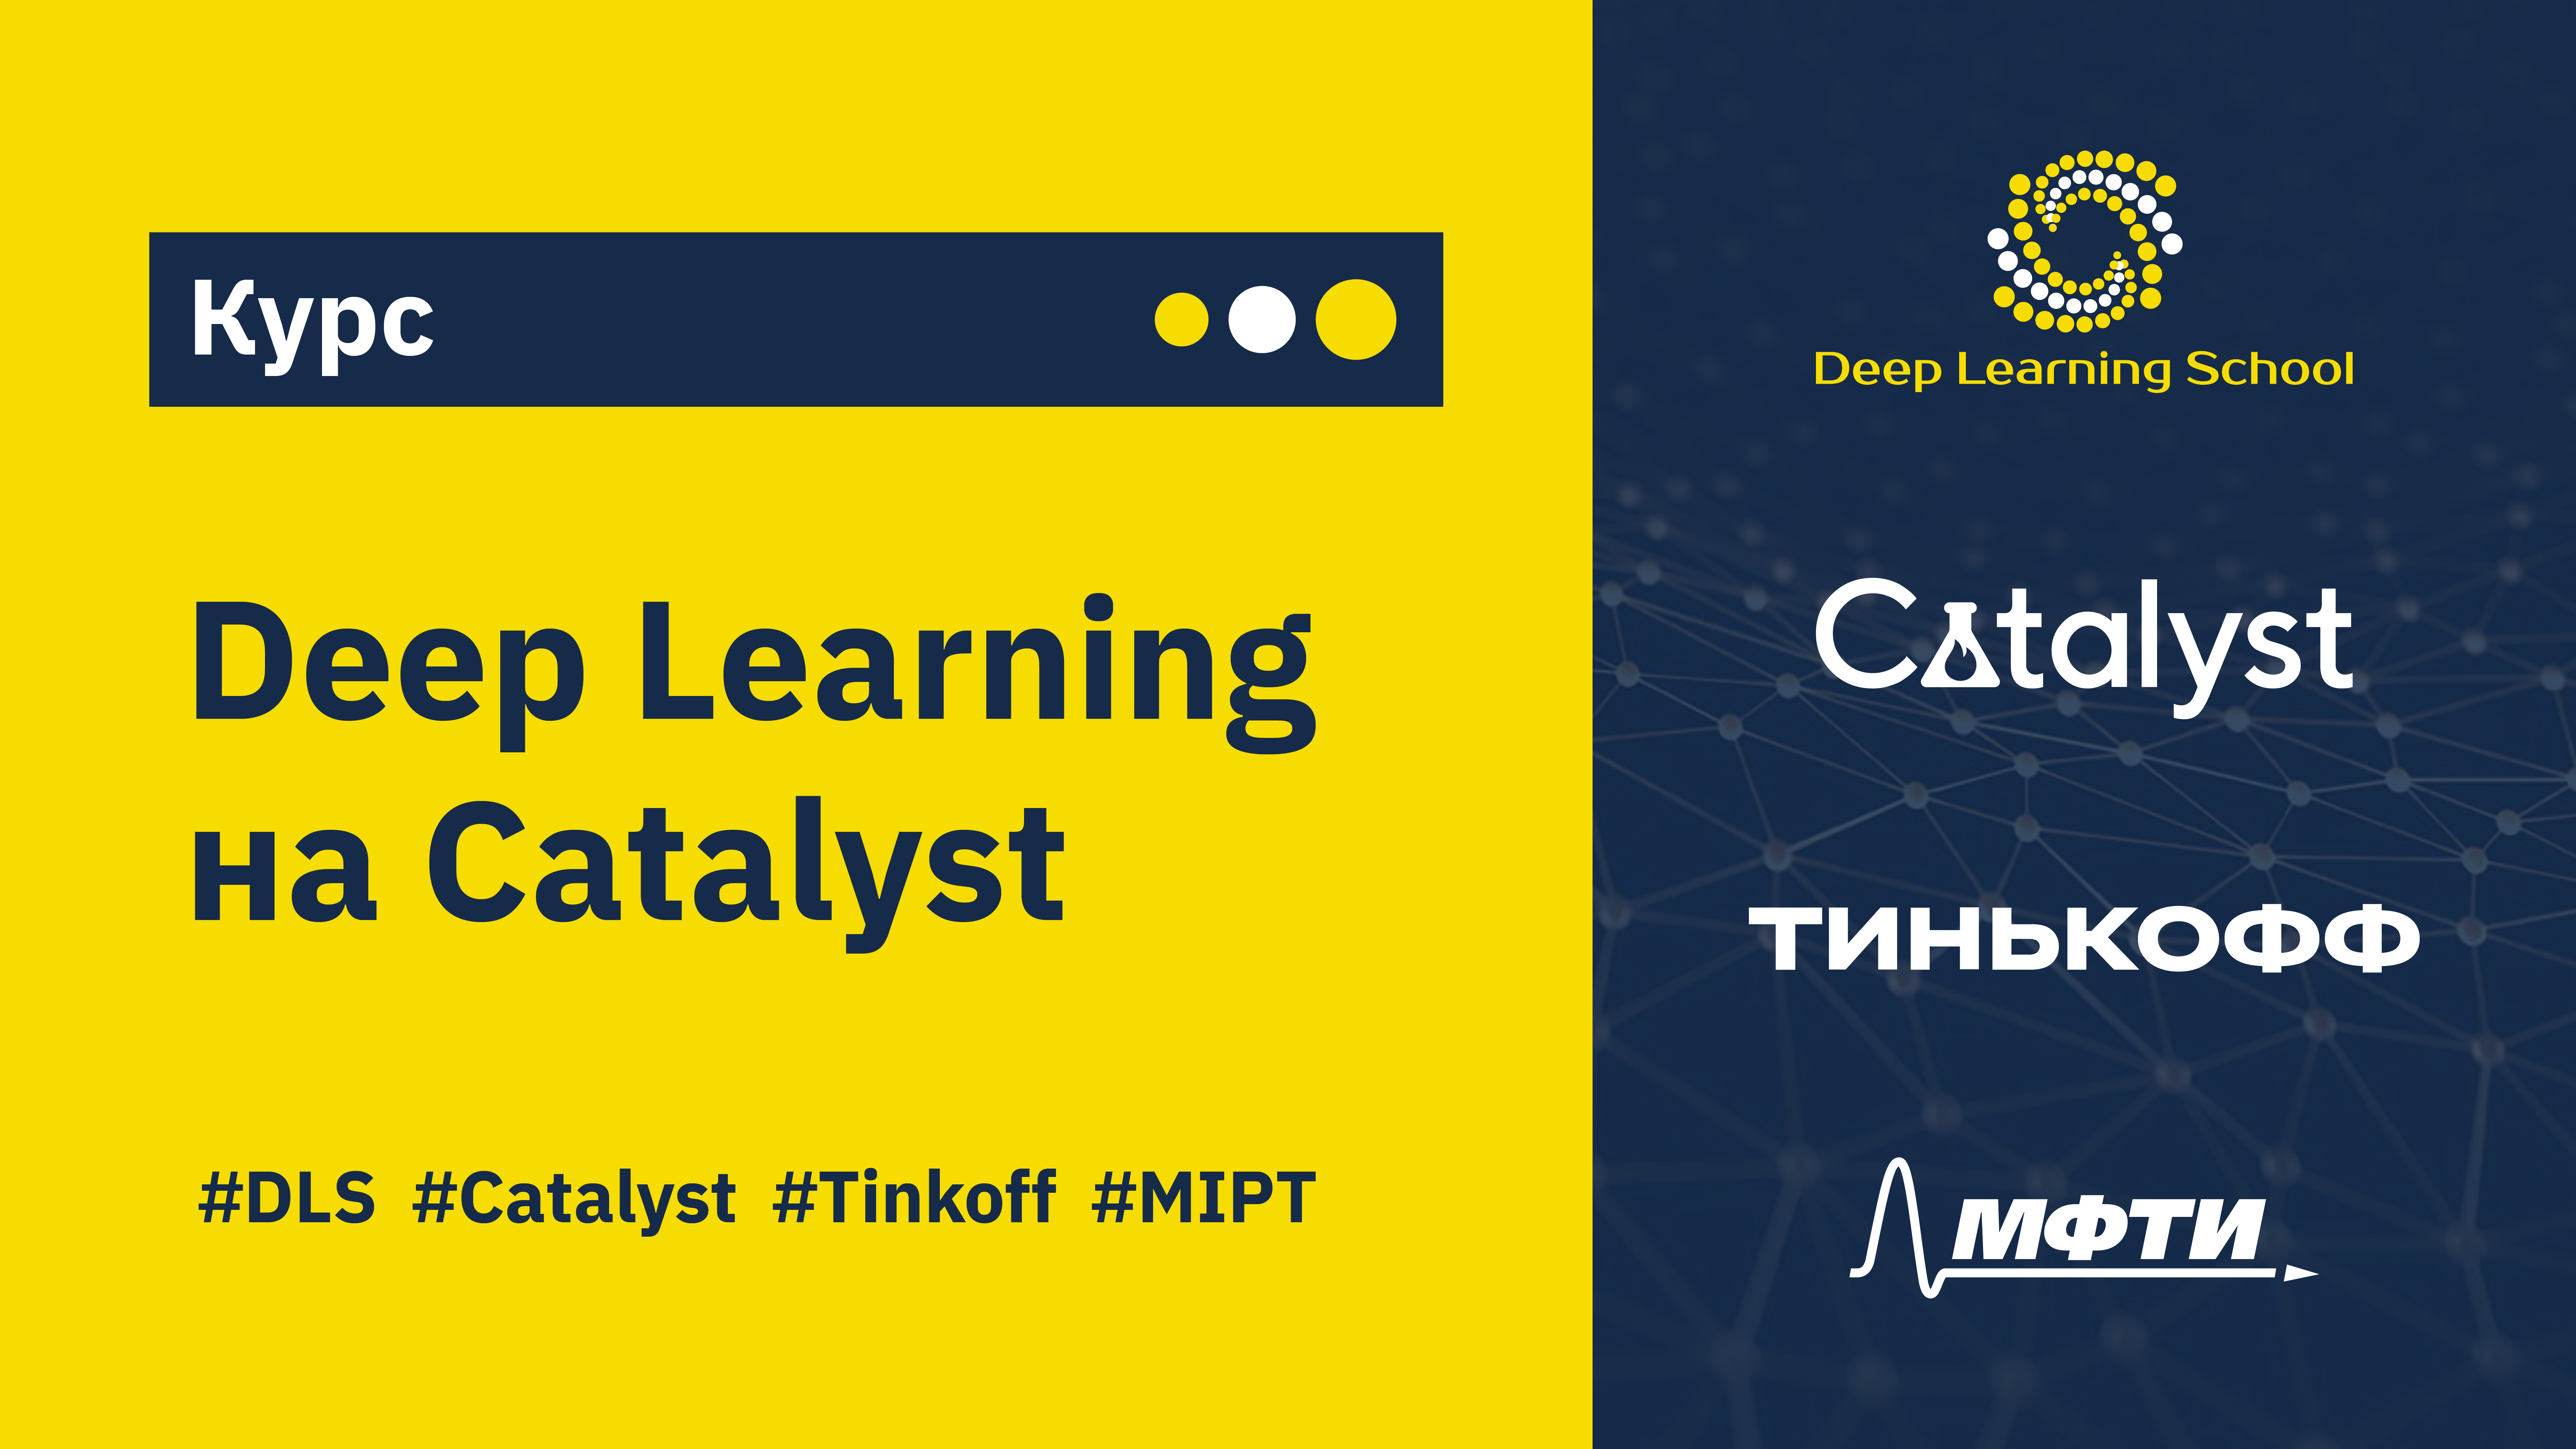 Курс
Deep Learning
на Catalyst
#DLS #Catalyst #Tinkoff #MIPT
Deep Learning School
Catalyst
ТИНЬКОФФ
МФТИ